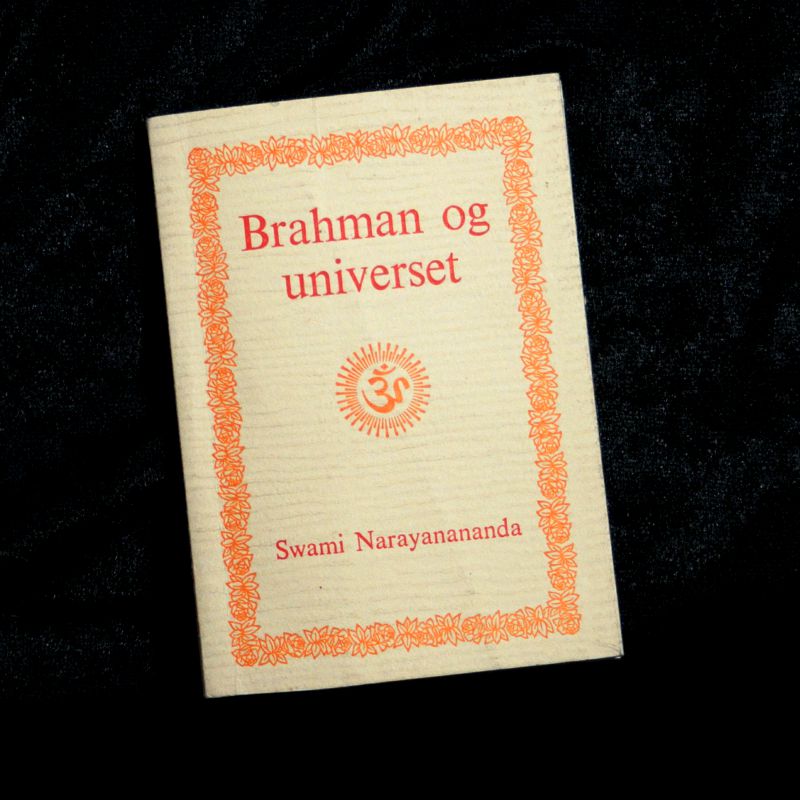 Brahman og
universet
ॐ
Swami Narayanananda